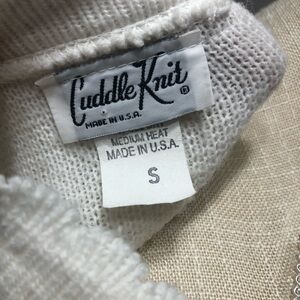 Cuddle Knit ®
MADE IN U.S.A.
MEDIUM HEAT
MADE IN U.S.A.
S